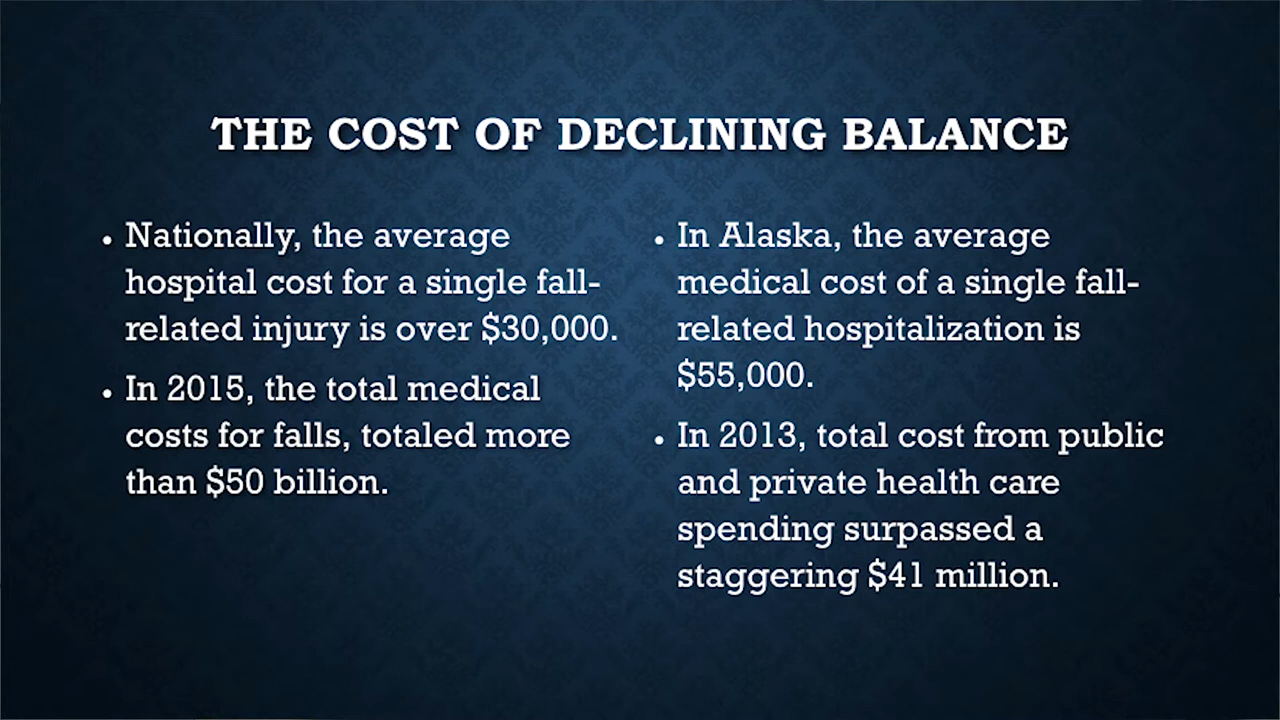 THE COST OF DECLINING BALANCE
• Nationally, the average
hospital cost for a single fall-
related injury is over $30,000.
• In 2015, the total medical
costs for falls, totaled more
than $50 billion.
• In Alaska, the average
medical cost of a single fall-
related hospitalization is
$55,000.
• In 2013, total cost from public
and private health care
spending surpassed a
staggering $41 million.